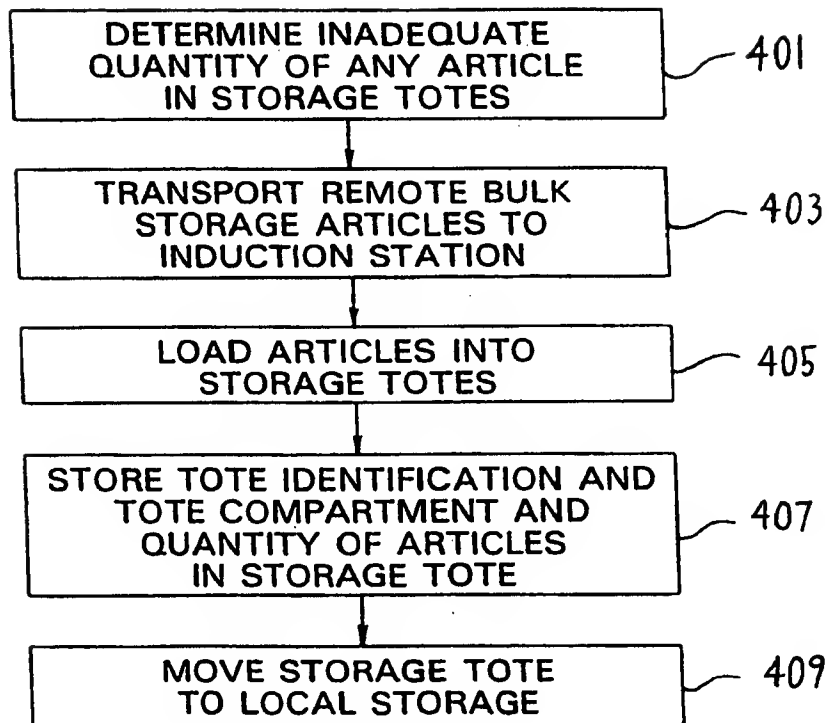 DETERMINE INADEQUATE
QUANTITY OF ANY ARTICLE
IN STORAGE TOTES
401
TRANSPORT REMOTE BULK
STORAGE ARTICLES TO
INDUCTION STATION
403
LOAD ARTICLES INTO
STORAGE TOTES
405
STORE TOTE IDENTIFICATION AND
TOTE COMPARTMENT AND
QUANTITY OF ARTICLES
IN STORAGE TOTE
407
MOVE STORAGE TOTE
TO LOCAL STORAGE
409